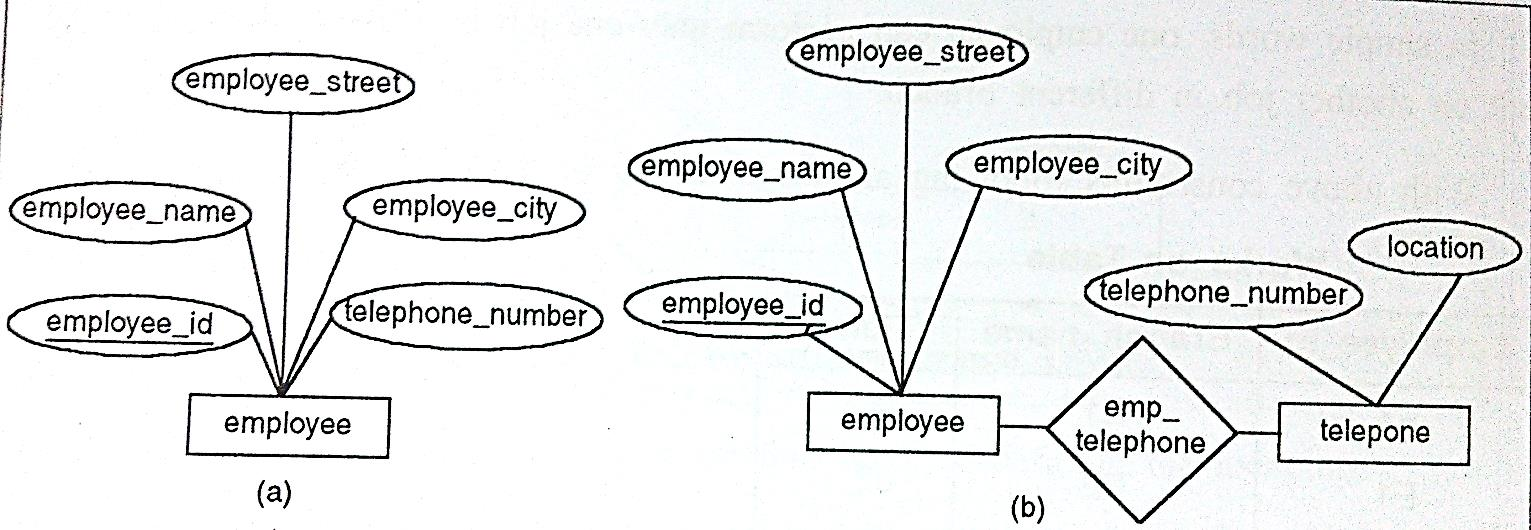 employee_street
employee_name
employee_city
employee_id
telephone_number
employee
(a)
employee_street
employee_name
employee_city
employee_id
telephone_number
location
employee
emp_
telephone
telepone
(b)